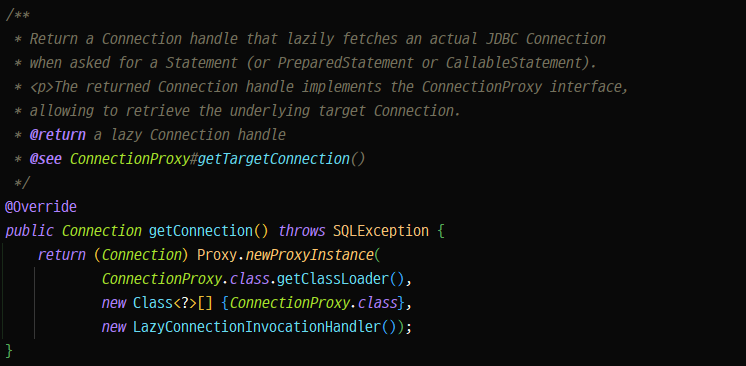 /**
 * Return a Connection handle that lazily fetches an actual JDBC Connection
 * when asked for a Statement (or PreparedStatement or CallableStatement).
 * <p>The returned Connection handle implements the ConnectionProxy interface,
 * allowing to retrieve the underlying target Connection.
 * @return a lazy Connection handle
 * @see ConnectionProxy#getTargetConnection()
 */
@Override
public Connection getConnection() throws SQLException {
    return (Connection) Proxy.newProxyInstance(
            ConnectionProxy.class.getClassLoader(),
            new Class<?>[] {ConnectionProxy.class},
            new LazyConnectionInvocationHandler());
}